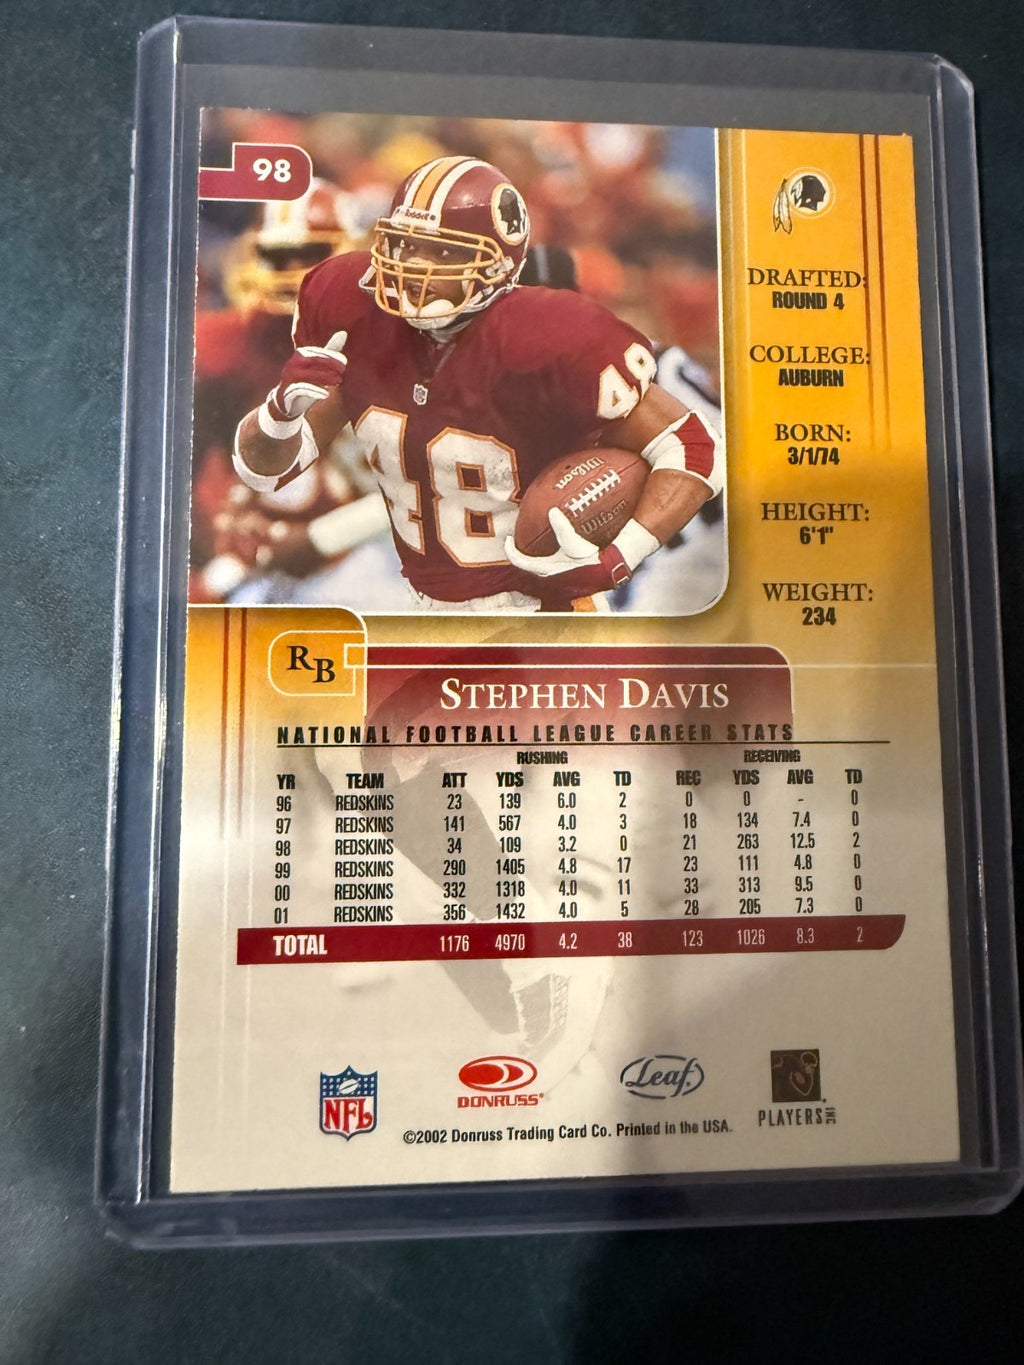 98
Riddell
48
48
Wilson
Wilson
DRAFTED:
ROUND 4
COLLEGE:
AUBURN
BORN:
3/1/74
HEIGHT:
6'1"
WEIGHT:
234
RB
STEPHEN DAVIS
NATIONAL FOOTBALL LEAGUE CAREER STATS
RUSHING RECEIVING
YR TEAM ATT YDS AVG TD REC YDS AVG TD
96 REDSKINS 23 139 6.0 2 0 0 - 0
97 REDSKINS 141 567 4.0 3 18 134 7.4 0
98 REDSKINS 34 109 3.2 0 21 263 12.5 2
99 REDSKINS 290 1405 4.8 17 23 111 4.8 0
00 REDSKINS 332 1318 4.0 11 33 313 9.5 0
01 REDSKINS 356 1432 4.0 5 28 205 7.3 0
TOTAL 1176 4970 4.2 38 123 1026 8.3 2
NFL DONRUSS® Leaf® PLAYERS INC
©2002 Donruss Trading Card Co. Printed in the USA.